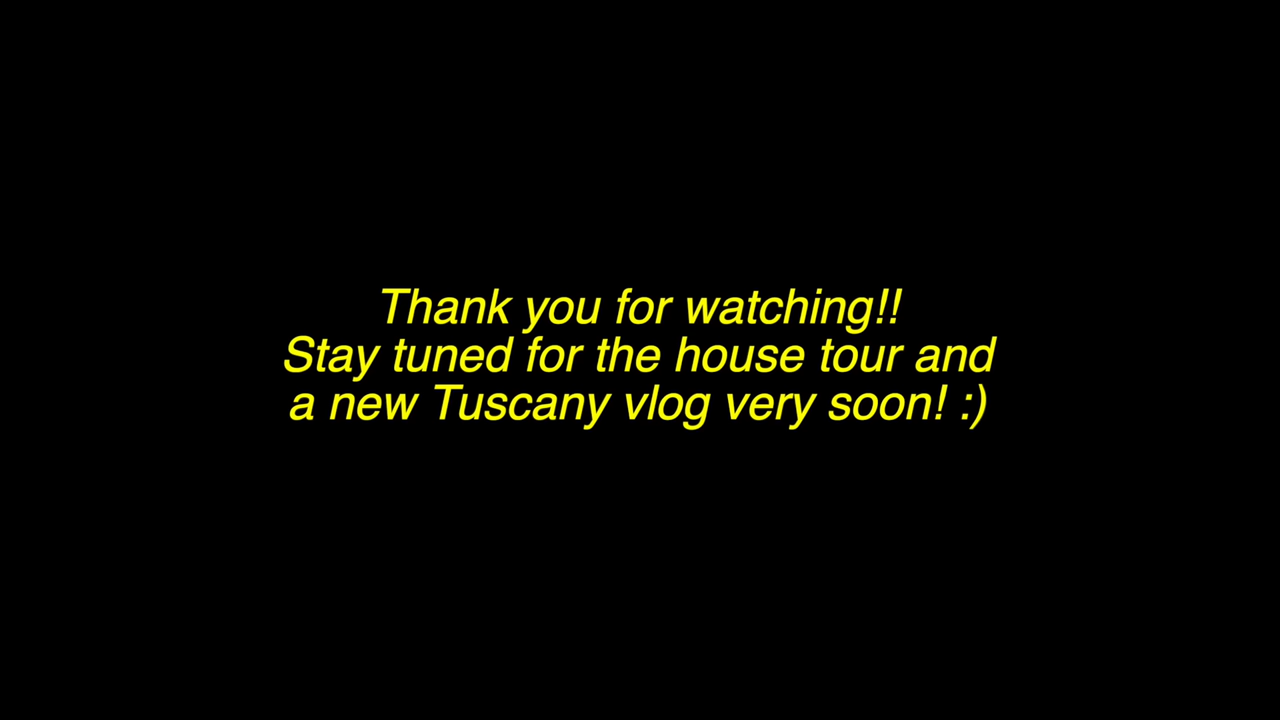 Thank you for watching!!
Stay tuned for the house tour and
a new Tuscany vlog very soon! :)